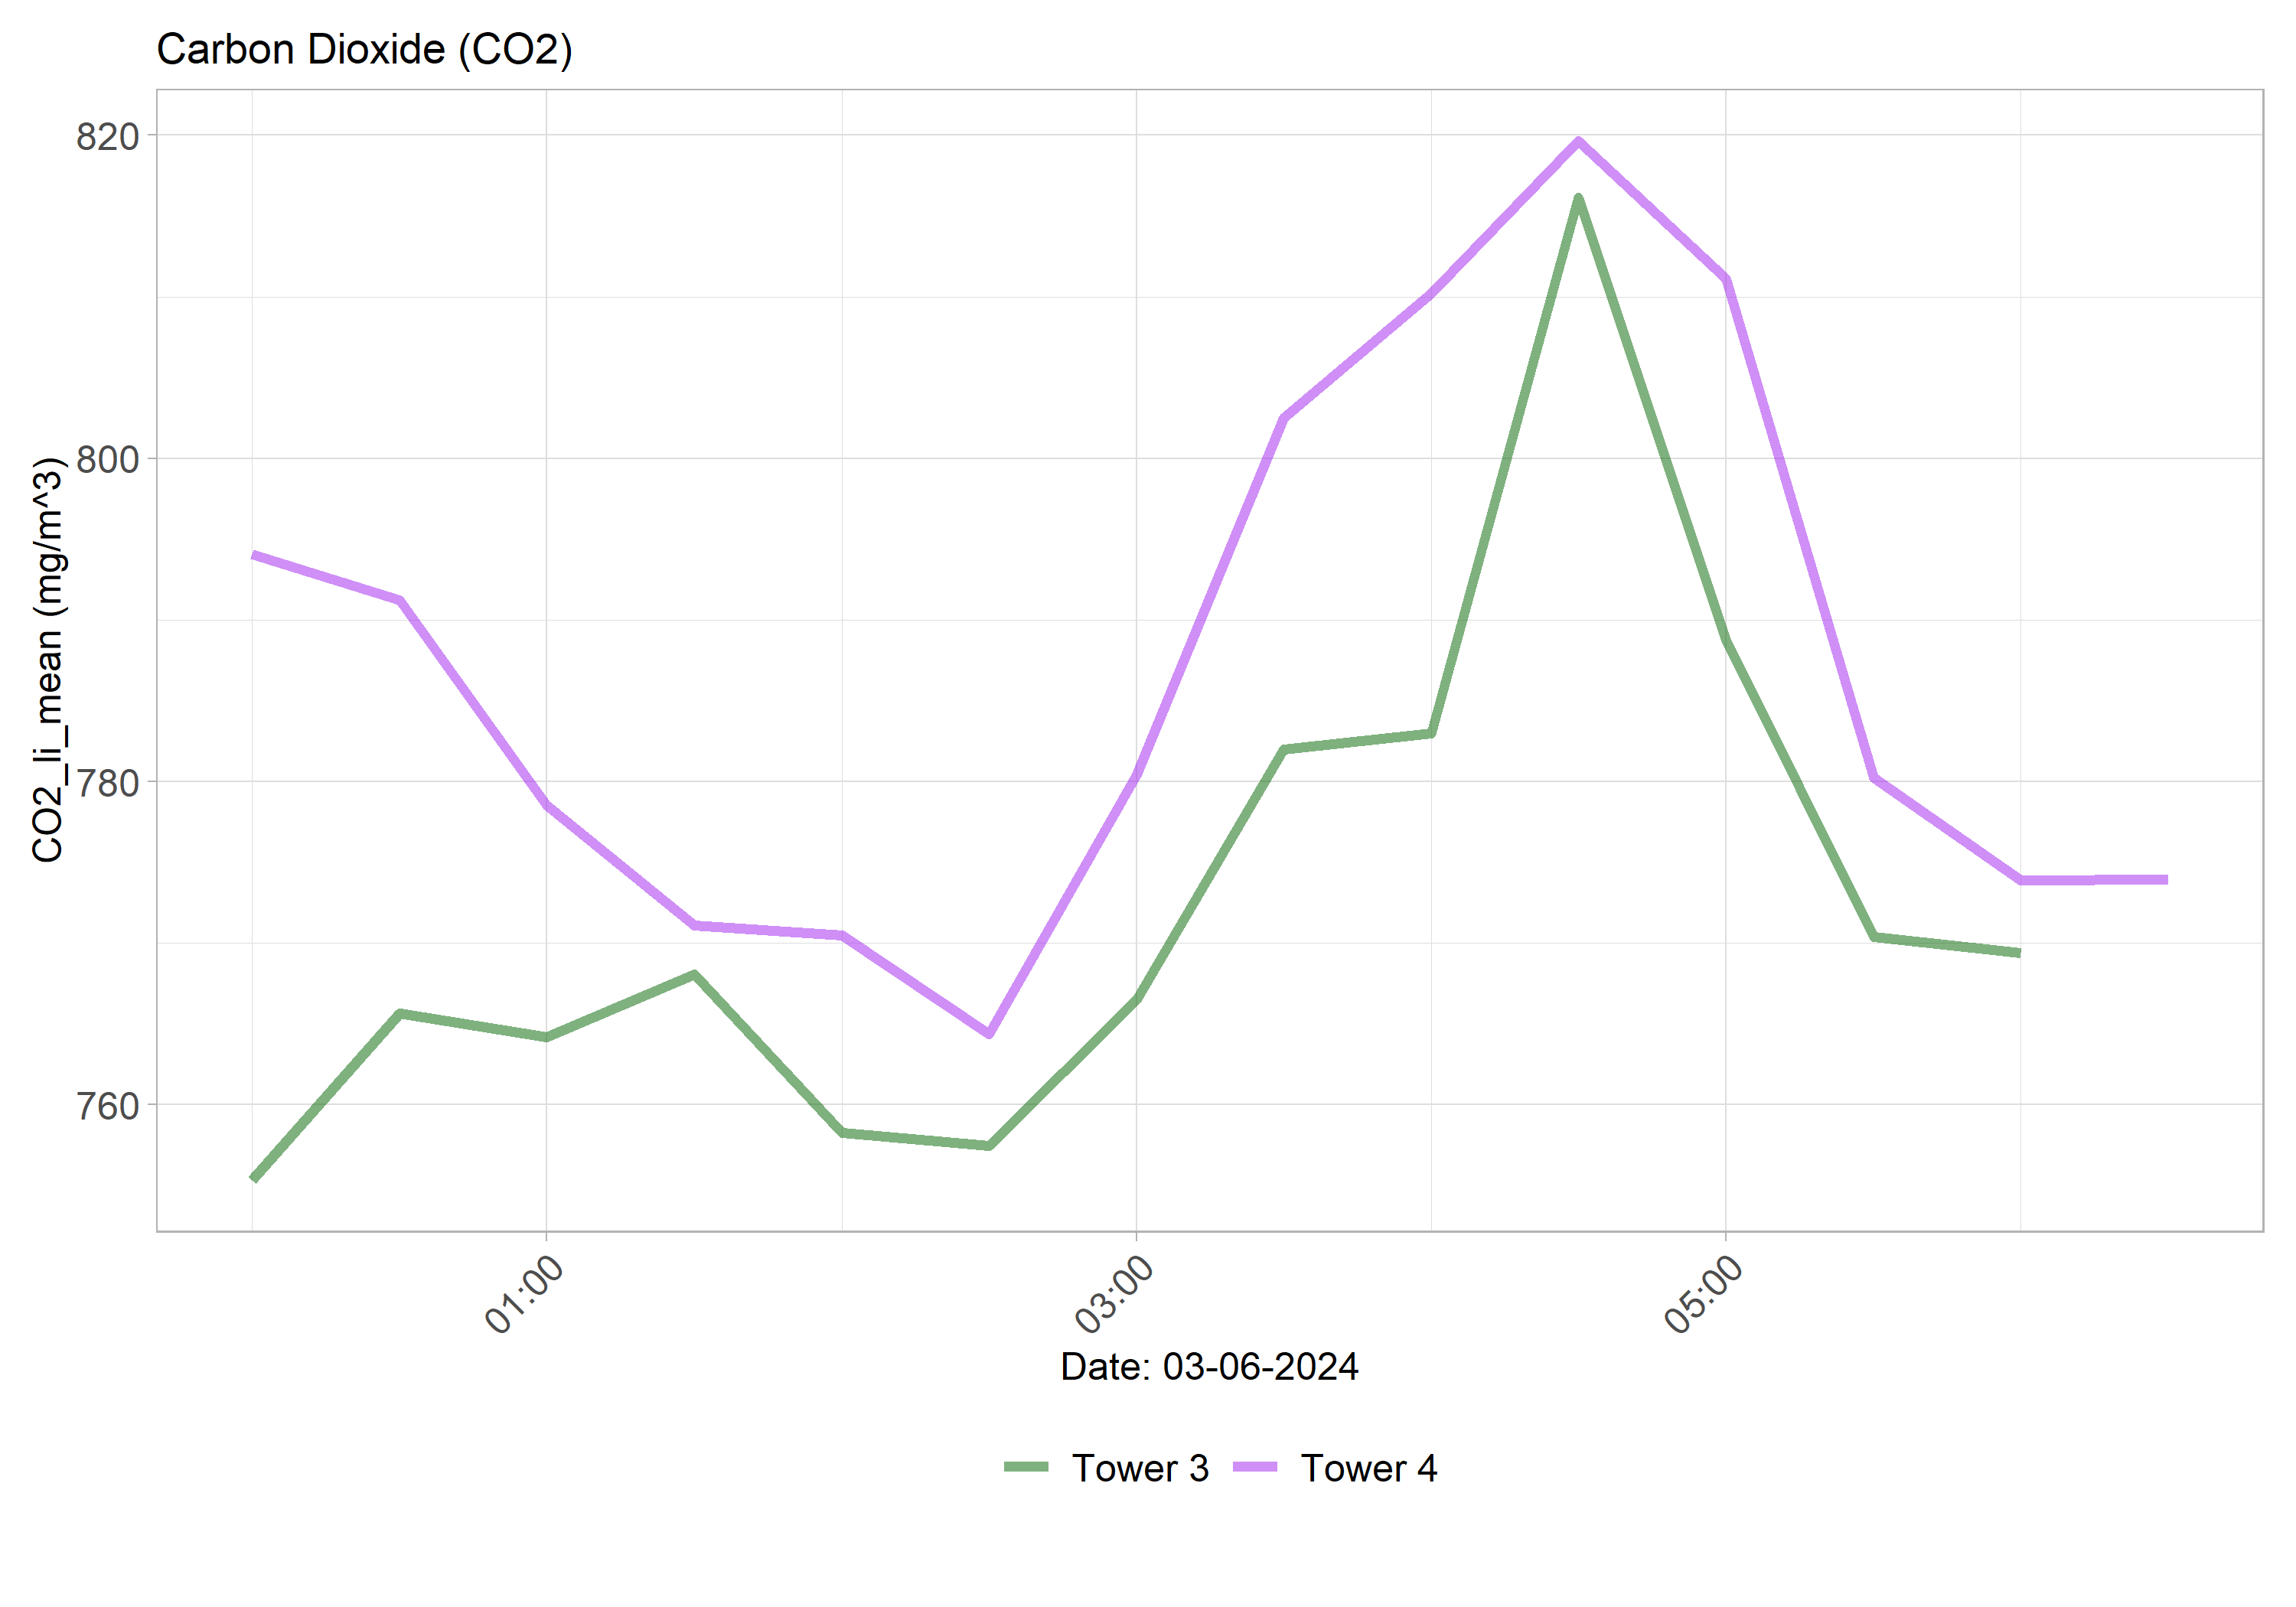 Carbon Dioxide (CO2)
CO2_li_mean (mg/m^3)
820
800
780
760
01:00 03:00 05:00
Date: 03-06-2024
Tower 3 Tower 4